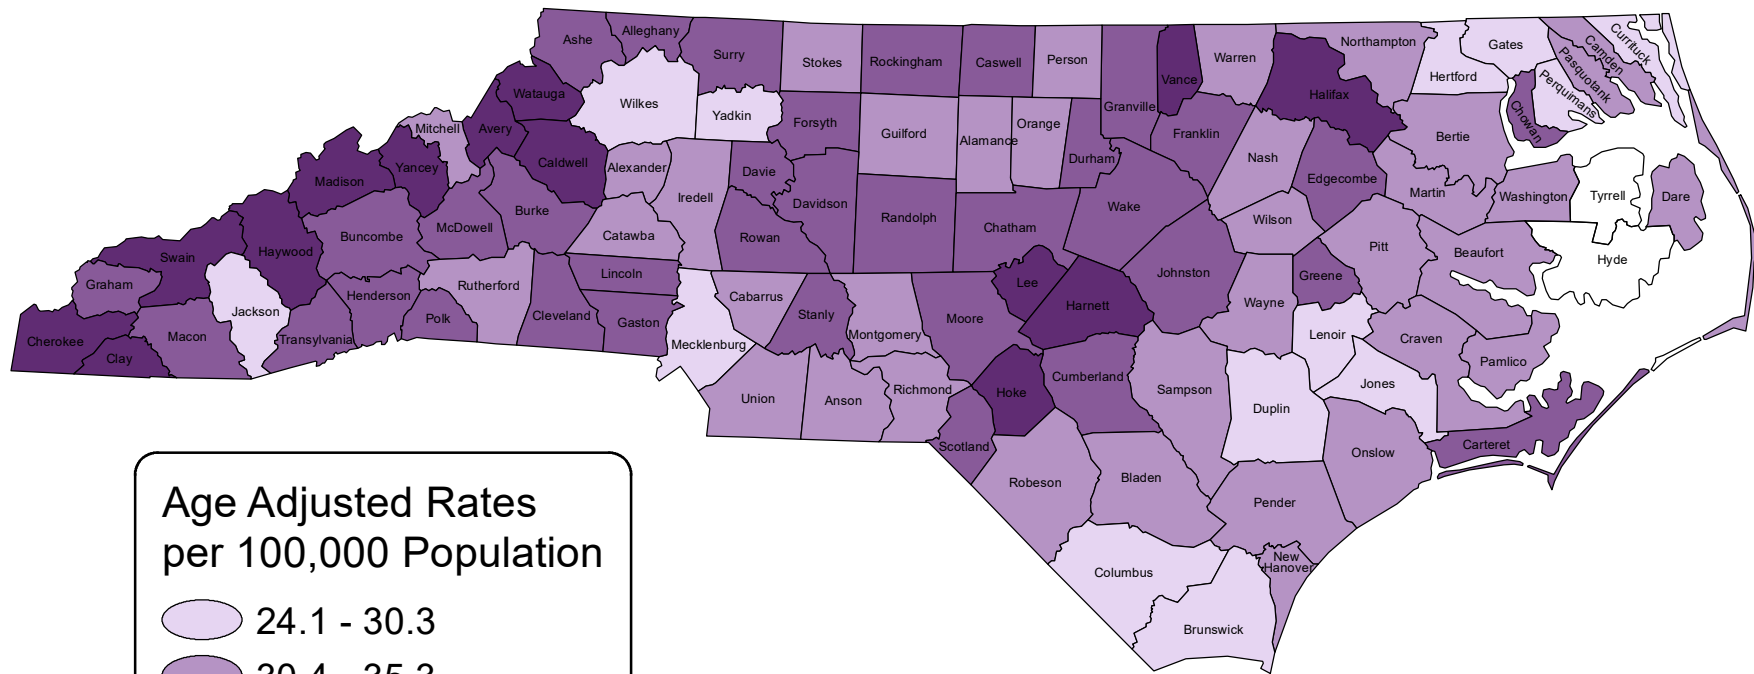 Ashe
Alleghany
Surry
Stokes
Rockingham
Caswell
Person
Granville
Vance
Warren
Northampton
Halifax
Hertford
Gates
Camden
Currituck
Pasquotank
Perquimans
Chowan
Watauga
Wilkes
Yadkin
Forsyth
Guilford
Alamance
Orange
Durham
Franklin
Nash
Edgecombe
Bertie
Mitchell
Avery
Caldwell
Alexander
Iredell
Davie
Davidson
Randolph
Chatham
Wake
Wilson
Martin
Washington
Tyrrell
Dare
Madison
Yancey
McDowell
Burke
Catawba
Rowan
Johnston
Pitt
Beaufort
Hyde
Swain
Haywood
Buncombe
Graham
Jackson
Henderson
Rutherford
Lincoln
Polk
Cleveland
Gaston
Cabarrus
Stanly
Montgomery
Moore
Lee
Harnett
Wayne
Greene
Lenoir
Craven
Pamlico
Cherokee
Clay
Macon
Transylvania
Mecklenburg
Union
Anson
Richmond
Hoke
Cumberland
Sampson
Duplin
Jones
Scotland
Onslow
Carteret
Robeson
Bladen
Pender
New
Hanover
Columbus
Brunswick
Age Adjusted Rates
per 100,000 Population
24.1 - 30.3
30.4 - 35.3